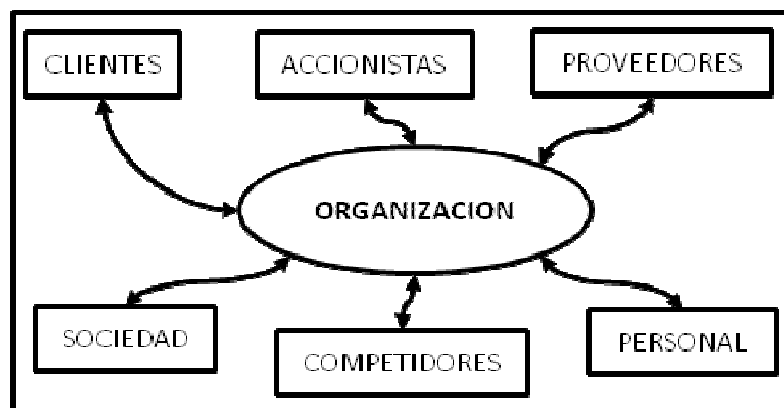 CLIENTES
ACCIONISTAS
PROVEEDORES
ORGANIZACION
SOCIEDAD
COMPETIDORES
PERSONAL